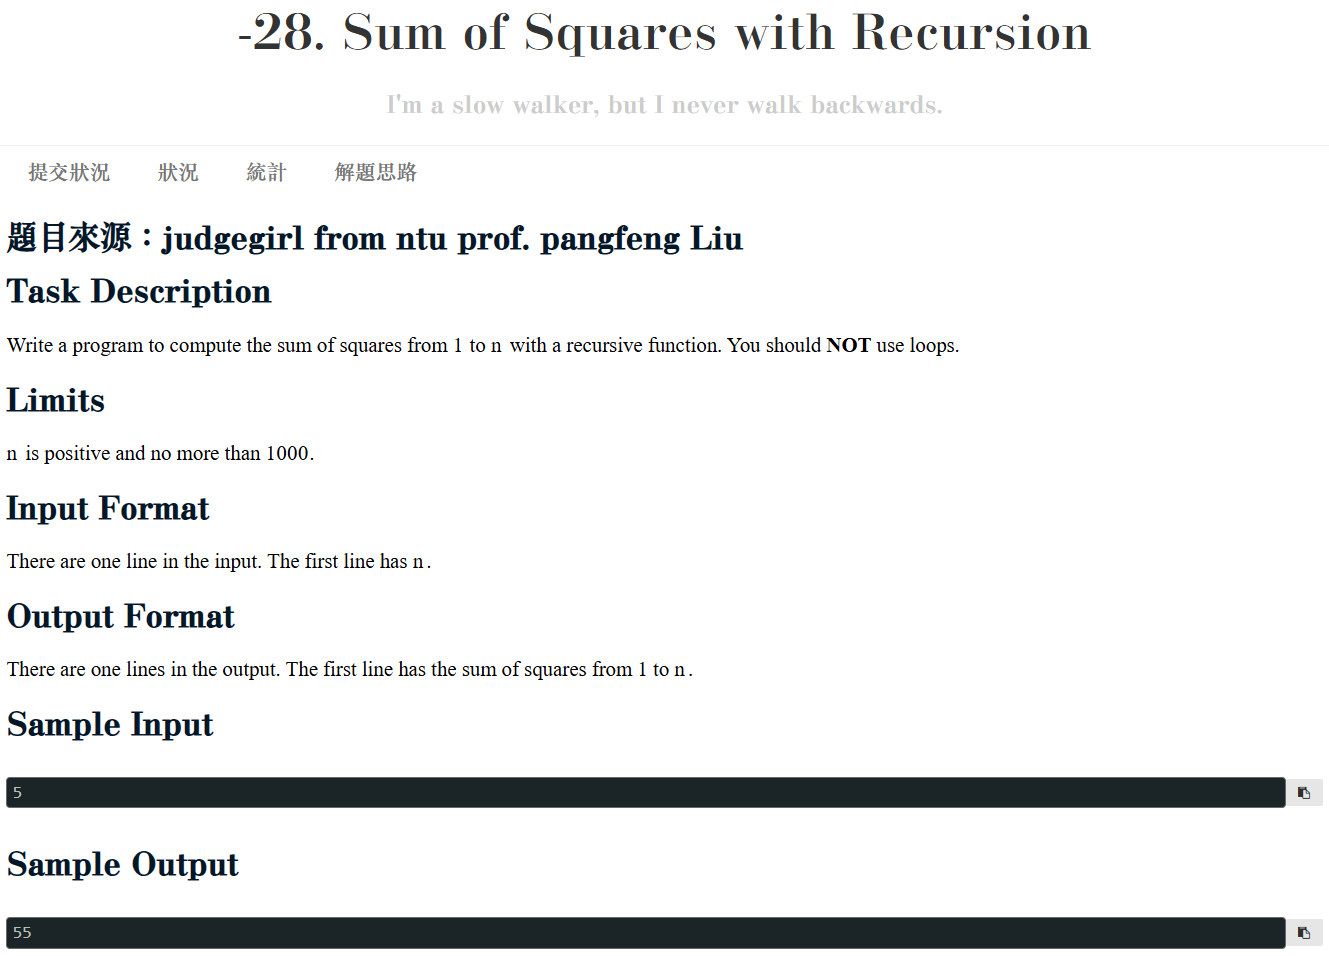 -28. Sum of Squares with Recursion
I'm a slow walker, but I never walk backwards.
提交狀況 狀況 統計 解題思路
題目來源：judgegirl from ntu prof. pangfeng Liu
Task Description
Write a program to compute the sum of squares from 1 to n with a recursive function. You should NOT use loops.
Limits
n is positive and no more than 1000.
Input Format
There are one line in the input. The first line has n.
Output Format
There are one lines in the output. The first line has the sum of squares from 1 to n.
Sample Input
5
Sample Output
55